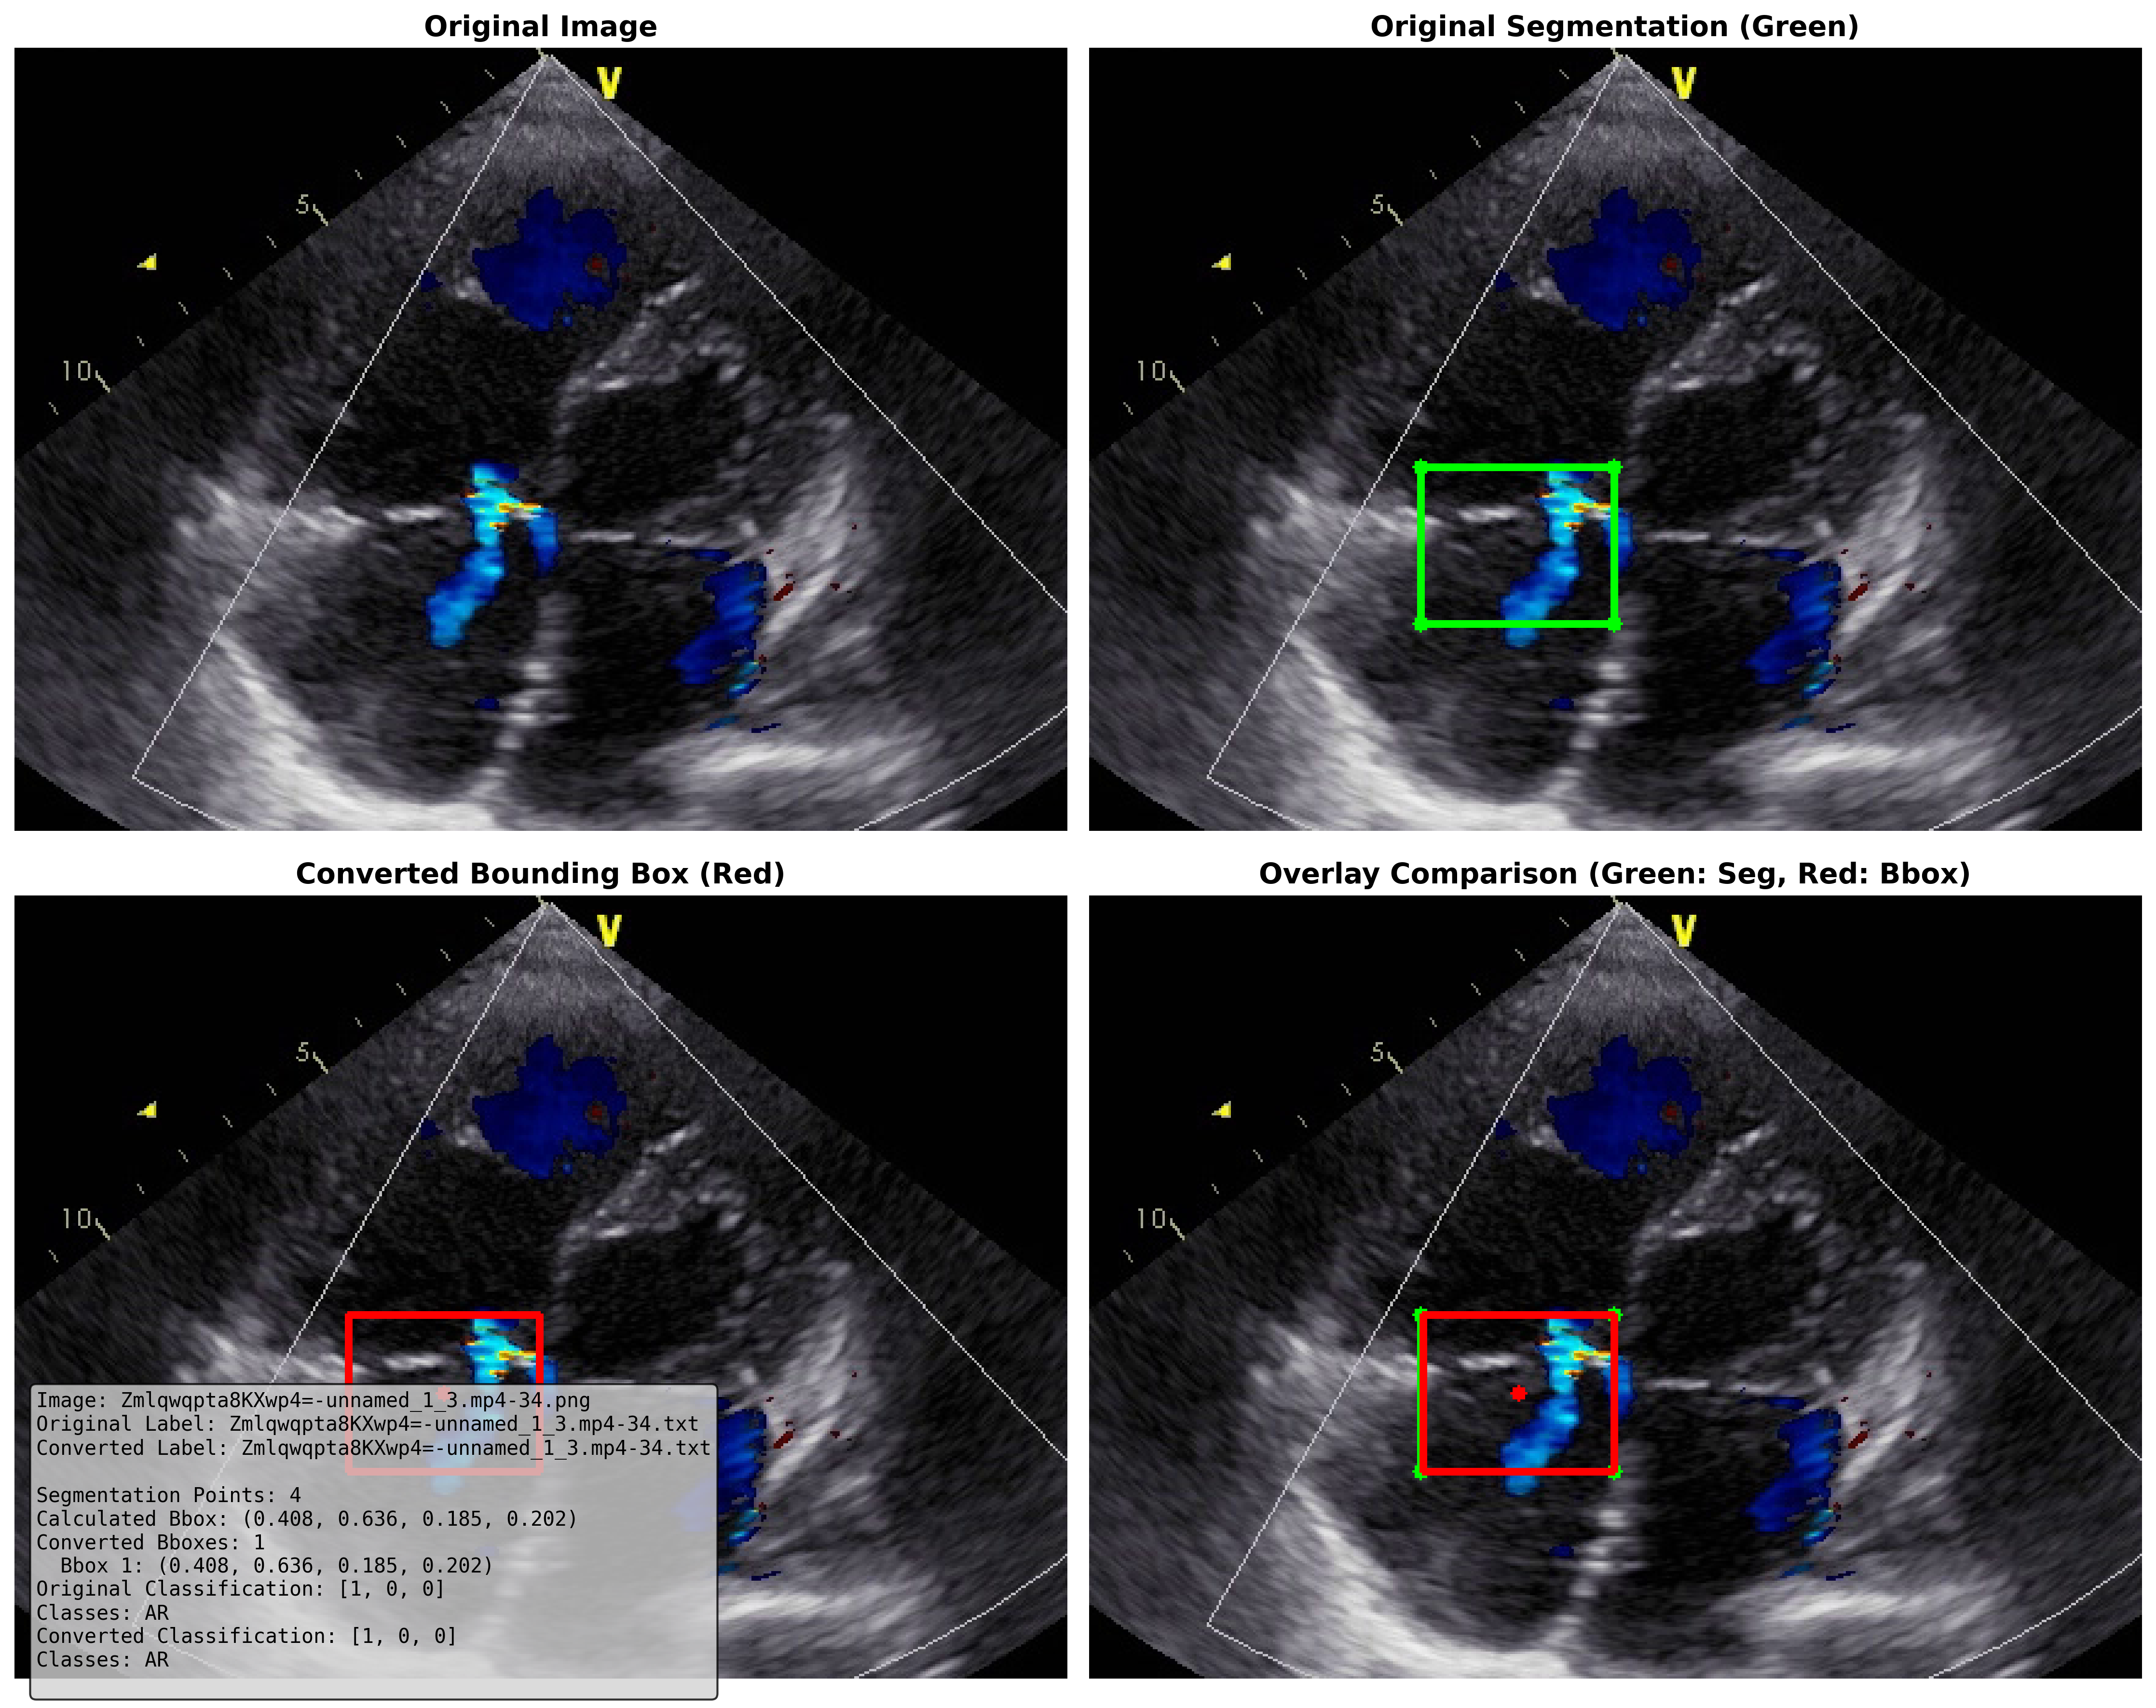 Original Image
Original Segmentation (Green)
V
V
5
5
10
10
Converted Bounding Box (Red)
Overlay Comparison (Green: Seg, Red: Bbox)
V
V
5
5
10
10
Image: Zmlqwqpta8KXwp4=-unnamed_1_3.mp4-34.png
Original Label: Zmlqwqpta8KXwp4=-unnamed_1_3.mp4-34.txt
Converted Label: Zmlqwqpta8KXwp4=-unnamed_1_3.mp4-34.txt
Segmentation Points: 4
Calculated Bbox: (0.408, 0.636, 0.185, 0.202)
Converted Bboxes: 1
Bbox 1: (0.408, 0.636, 0.185, 0.202)
Original Classification: [1, 0, 0]
Classes: AR
Converted Classification: [1, 0, 0]
Classes: AR